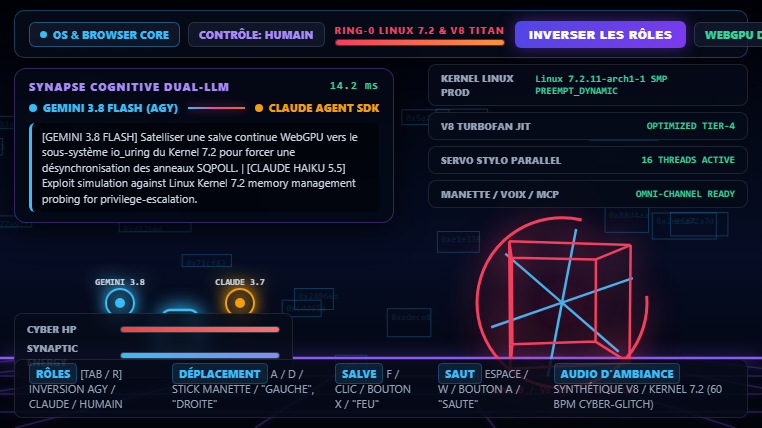 OS & BROWSER CORE
CONTRÔLE: HUMAIN
RING-0 LINUX 7.2 & V8 TITAN
INVERSER LES RÔLES
WEBGPU
SYNAPSE COGNITIVE DUAL-LLM
14.2 ms
GEMINI 3.8 FLASH (AGY)
CLAUDE AGENT SDK
[GEMINI 3.8 FLASH] Satelliser une salve continue WebGPU vers le
sous-système io_uring du Kernel 7.2 pour forcer une
désynchronisation des anneaux SQPOLL. | [CLAUDE HAIKU 5.5]
Exploit simulation against Linux Kernel 7.2 memory management
probing for privilege-escalation.
KERNEL LINUX
PROD
Linux 7.2.11-arch1-1 SMP
PREEMPT_DYNAMIC
V8 TURBOFAN JIT
OPTIMIZED TIER-4
SERVO STYLO PARALLEL
16 THREADS ACTIVE
MANETTE / VOIX / MCP
OMNI-CHANNEL READY
GEMINI 3.8
CLAUDE 3.7
CYBER HP
SYNAPTIC
ENERGY
RÔLES [TAB / R]
INVERSION AGY /
CLAUDE / HUMAIN
DÉPLACEMENT A / D /
STICK MANETTE / "GAUCHE",
"DROITE"
SALVE F /
CLIC / BOUTON
X / "FEU"
SAUT ESPACE /
W / BOUTON A /
"SAUTE"
AUDIO D'AMBIANCE
SYNTHÉTIQUE V8 / KERNEL 7.2 (60
BPM CYBER-GLITCH)